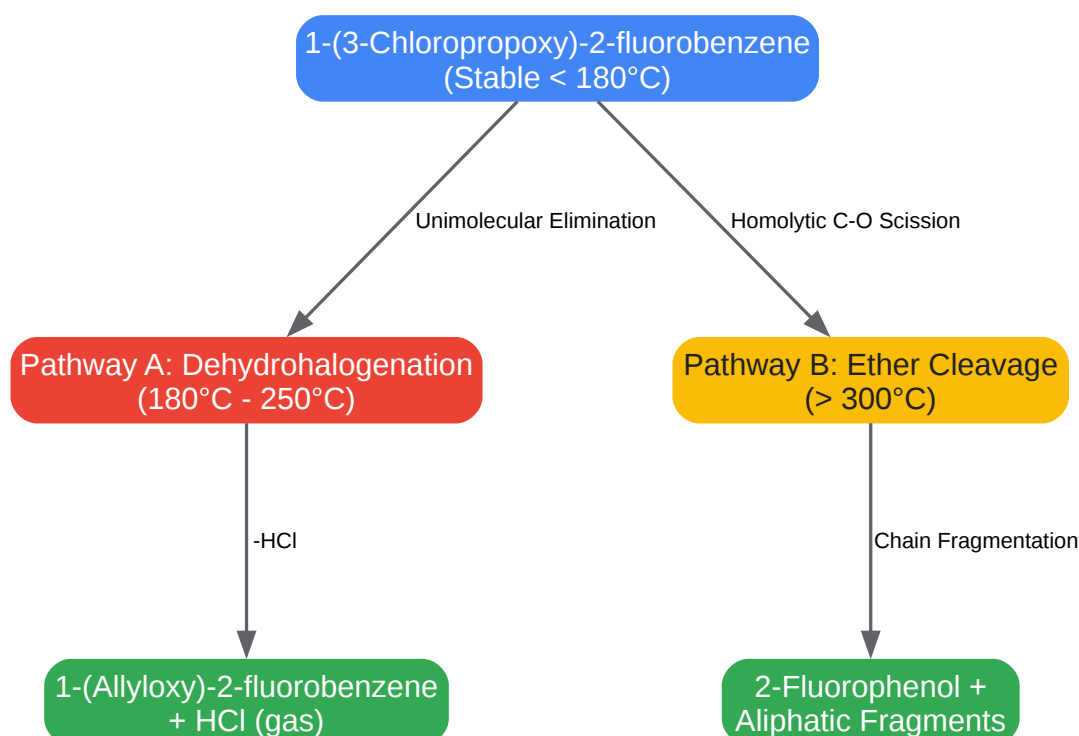 1-(3-Chloropropoxy)-2-fluorobenzene
(Stable < 180°C)
Unimolecular Elimination
Homolytic C-O Scission
Pathway A: Dehydrohalogenation
(180°C - 250°C)
Pathway B: Ether Cleavage
(> 300°C)
-HCl
Chain Fragmentation
1-(Allyloxy)-2-fluorobenzene
+ HCl (gas)
2-Fluorophenol +
Aliphatic Fragments